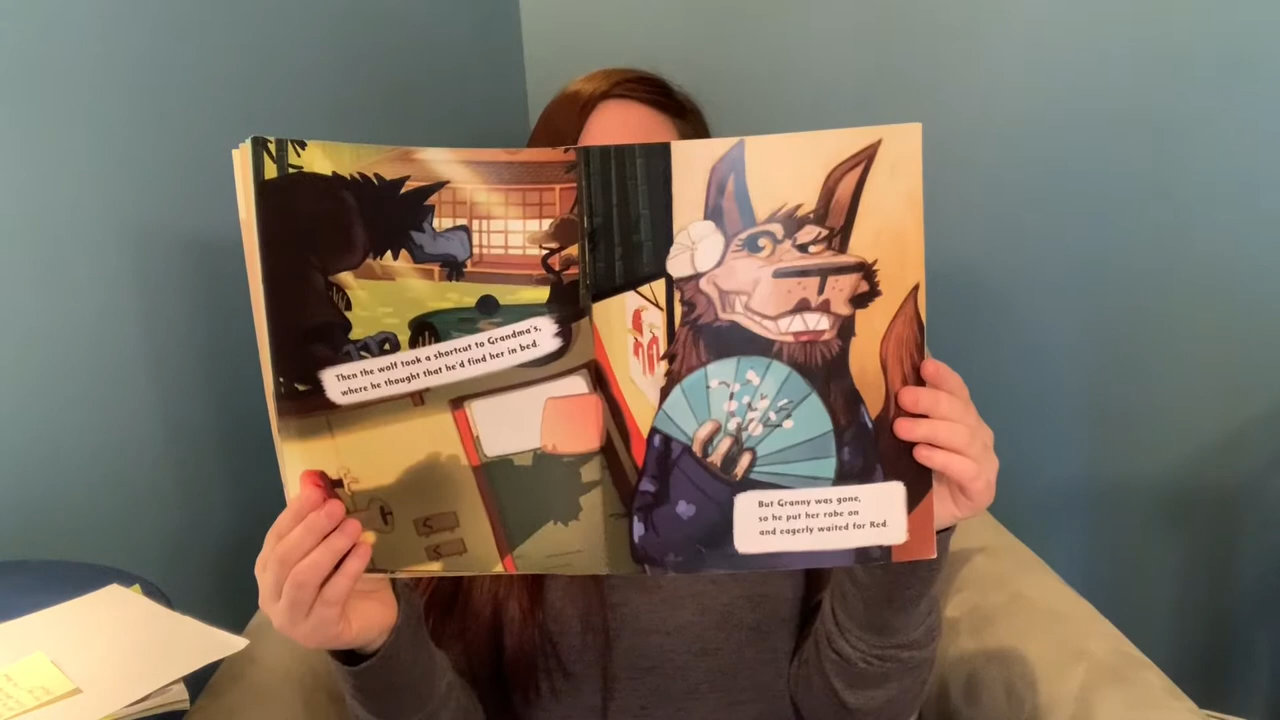 Then the wolf took a shortcut to Grandma's,
where he thought that he'd find her in bed.
But Granny was gone,
so he put her robe on
and eagerly waited for Red.